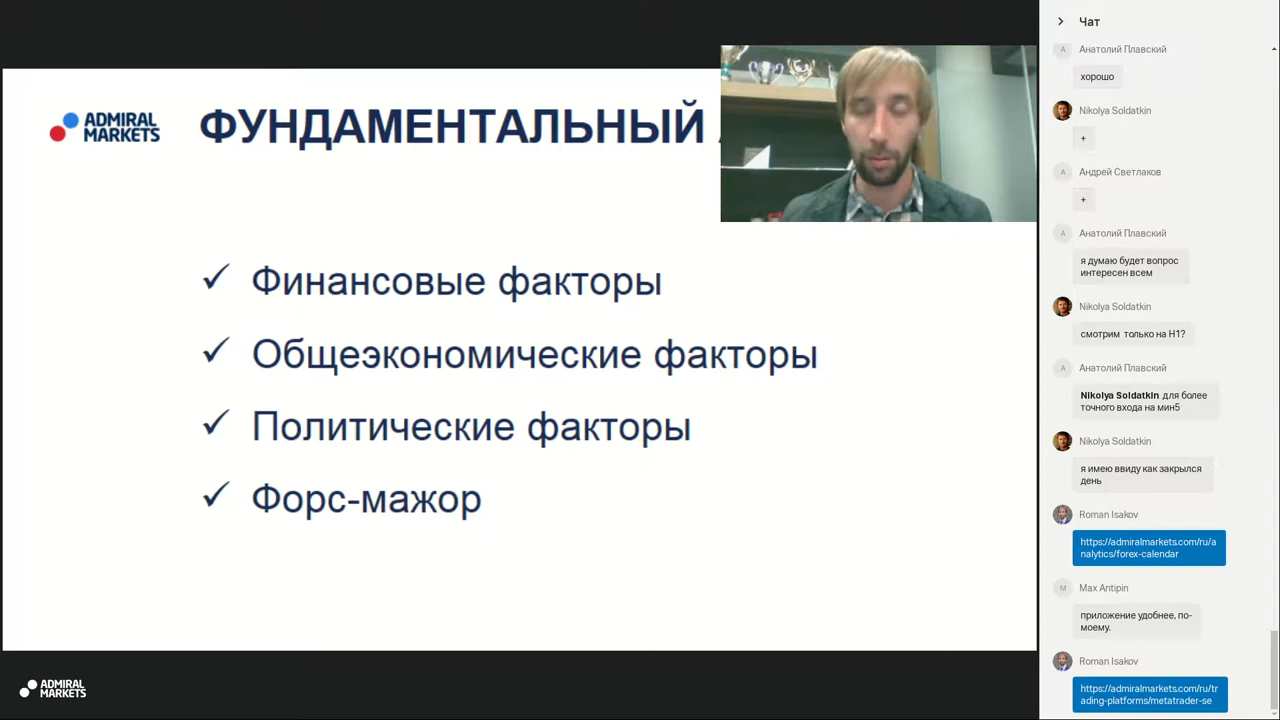 ADMIRAL
MARKETS
ФУНДАМЕНТАЛЬНЫЙ
✓ Финансовые факторы
✓ Общеэкономические факторы
✓ Политические факторы
✓ Форс-мажор
ADMIRAL
MARKETS
Чат
А Анатолий Плавский
хорошо
Nikolya Soldatkin
+
А Андрей Светлаков
+
А Анатолий Плавский
я думаю будет вопрос
интересен всем
Nikolya Soldatkin
смотрим только на Н1?
А Анатолий Плавский
Nikolya Soldatkin для более
точного входа на мин5
Nikolya Soldatkin
я имею ввиду как закрылся
день
Roman Isakov
https://admiralmarkets.com/ru/a
nalytics/forex-calendar
M Max Antipin
приложение удобнее, по-
моему.
Roman Isakov
https://admiralmarkets.com/ru/tr
ading-platforms/metatrader-se